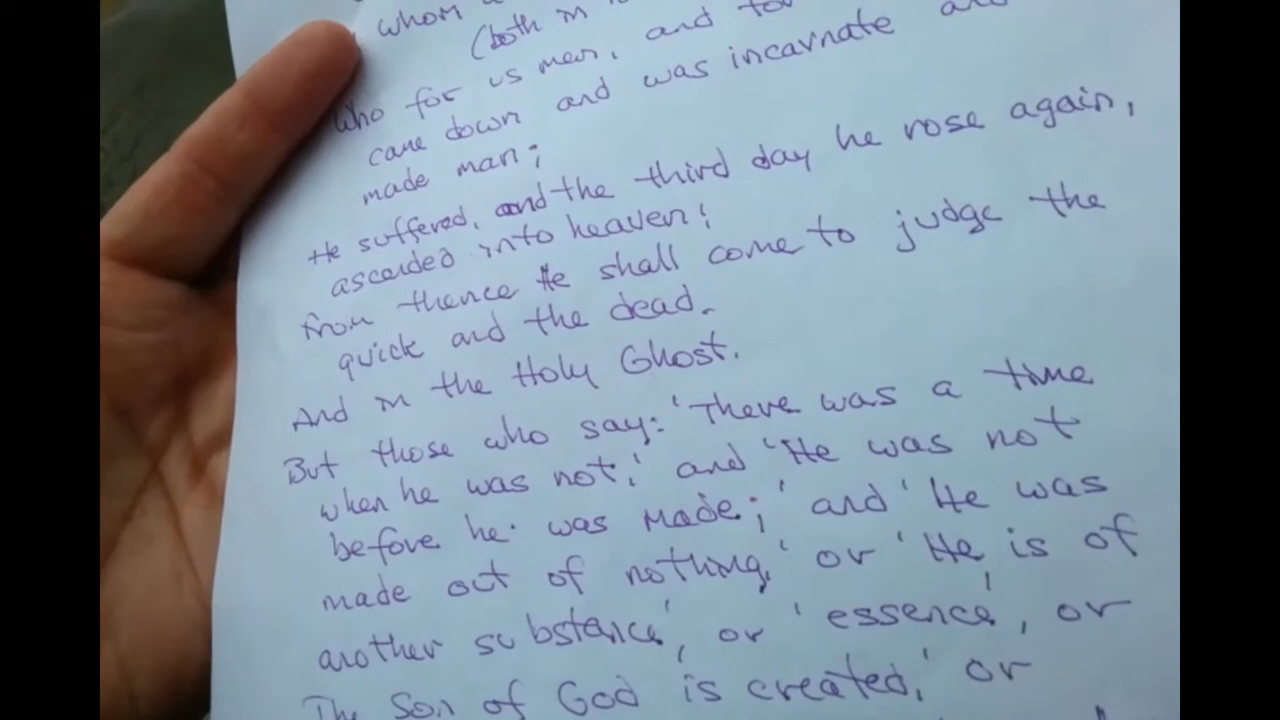 whom
(both in
who for us men, and for
came down and was incarnate and
made man;
He suffered, and the third day he rose again,
ascended into heaven;
from thence He shall come to judge the
quick and the dead.
And in the Holy Ghost.
But those who say: 'There was a time
when he was not;' and 'He was not
before he was made;' and 'He was
made out of nothing,' or 'He is of
another substance', or 'essence', or
The Son of God is created,' or